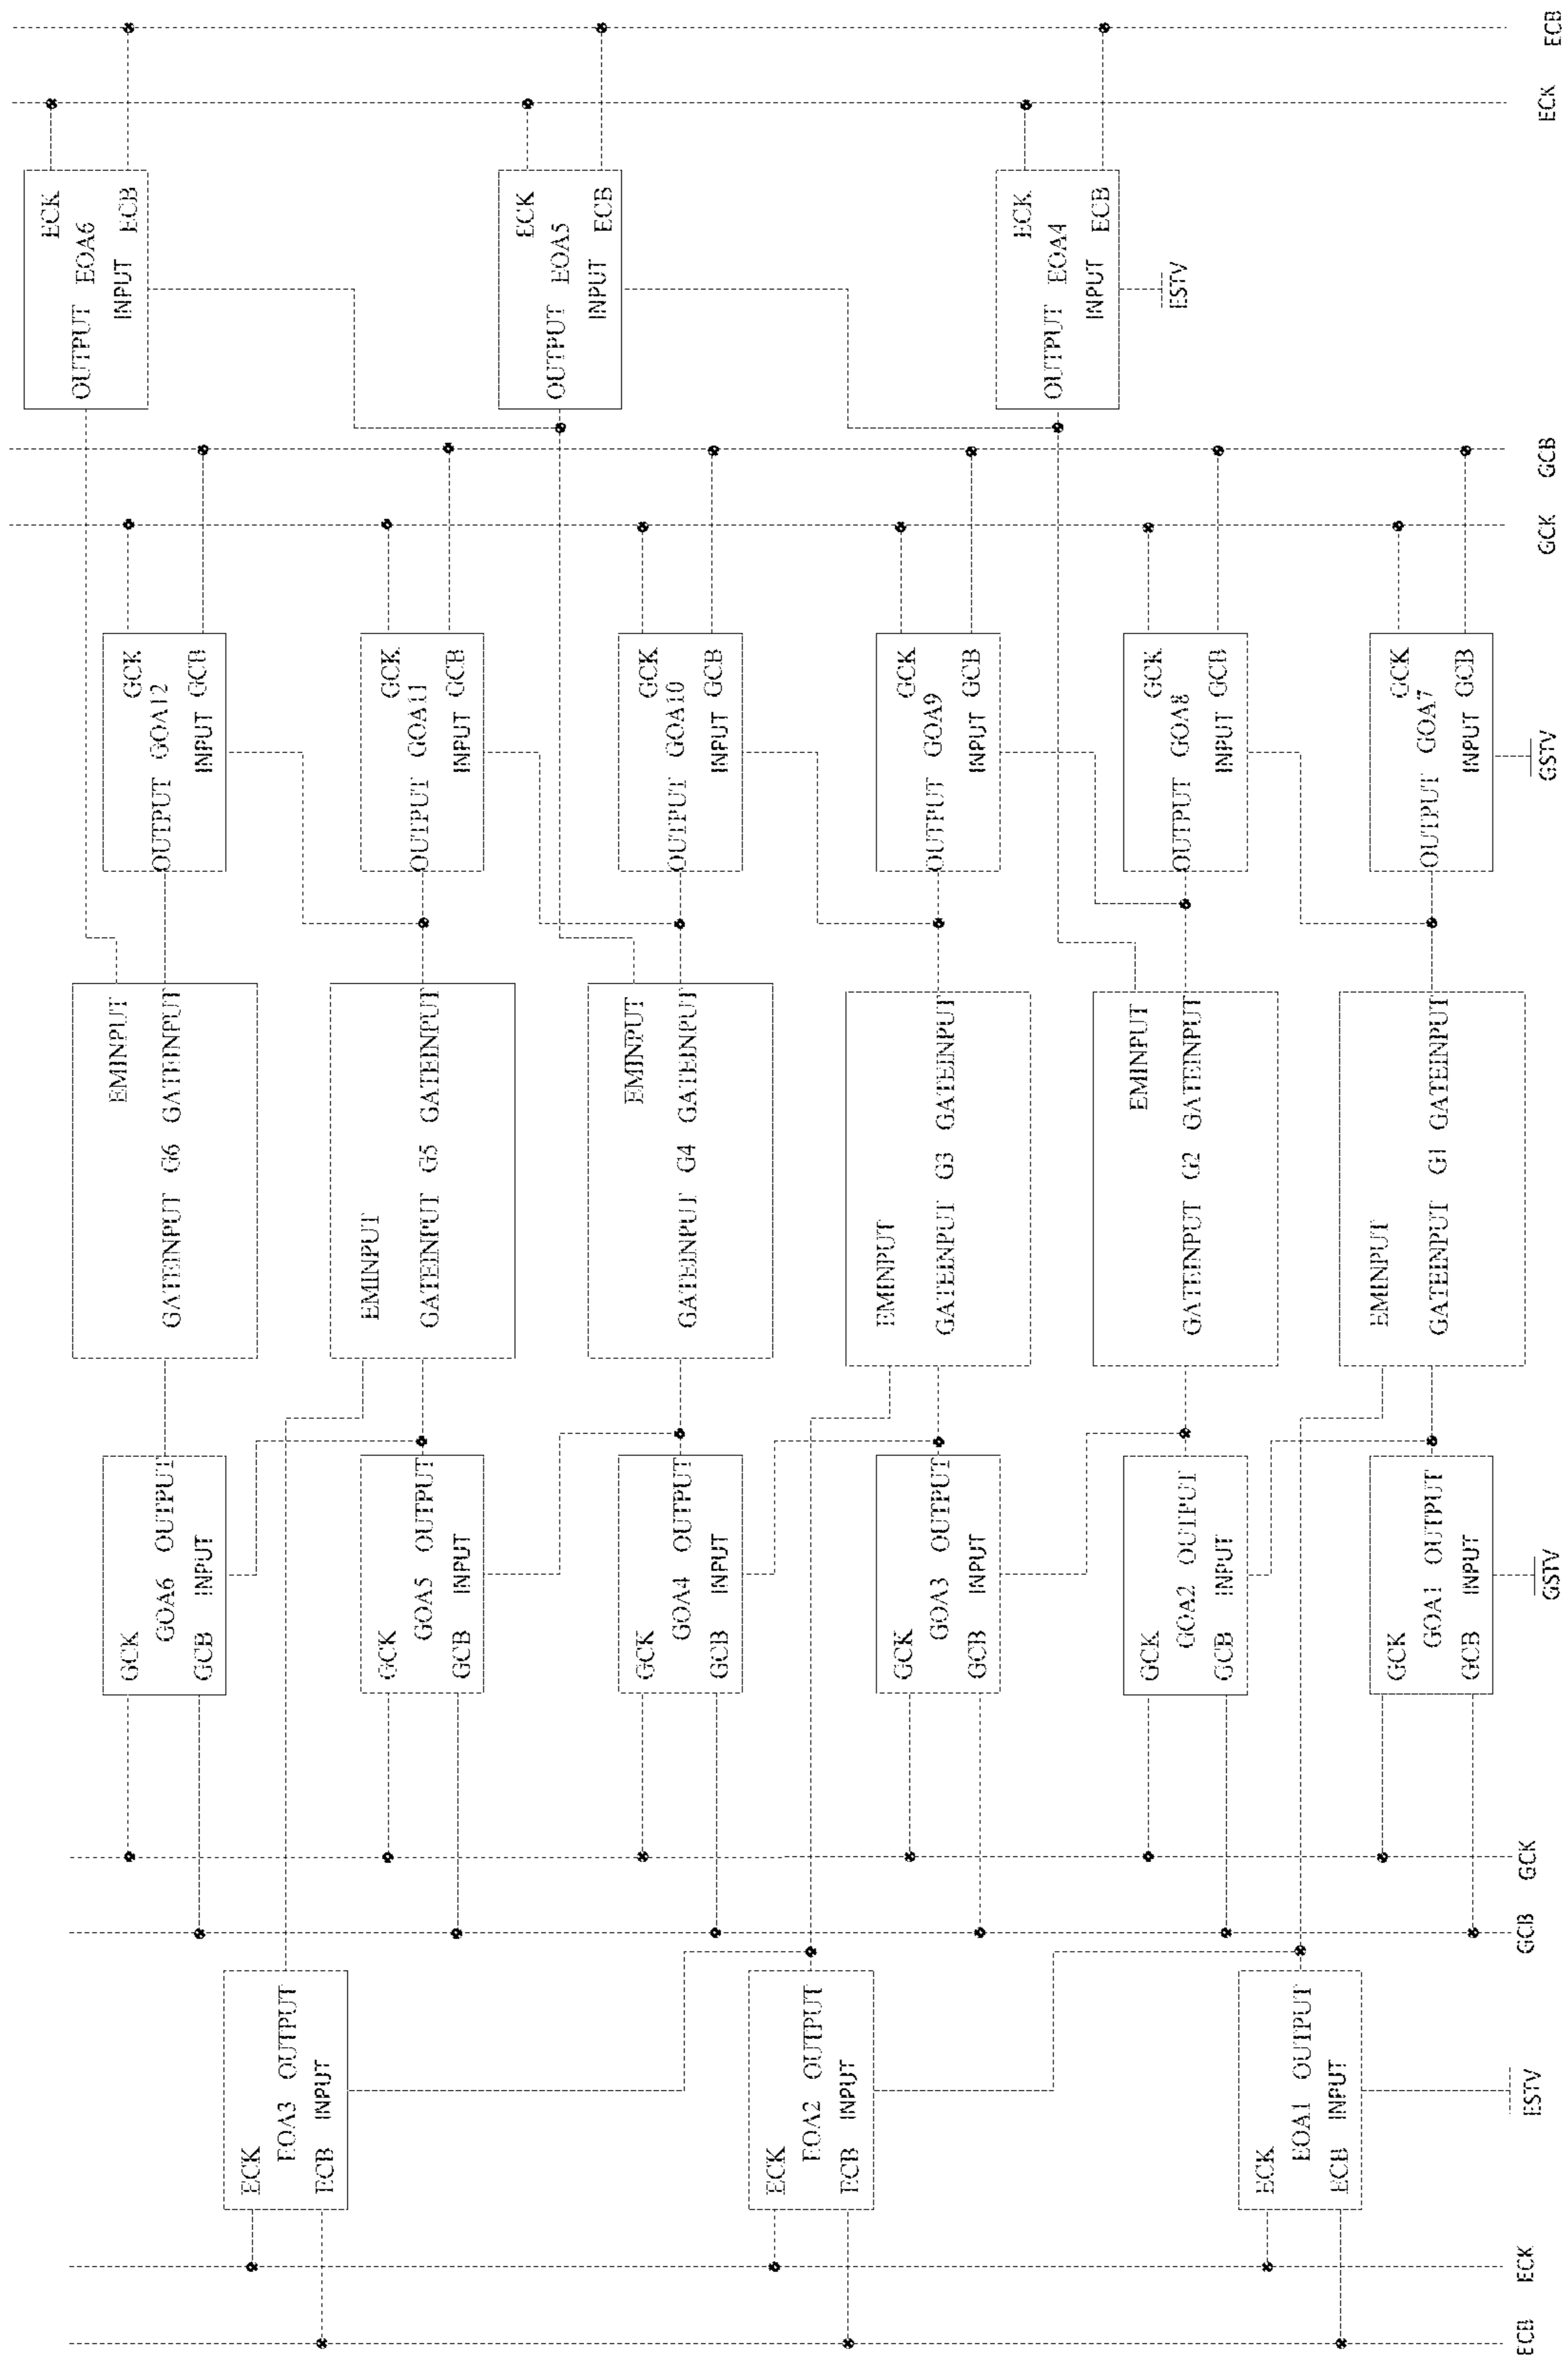 ECK
OUTPUT EOA6
INPUT ECB
GCK
GOA6 OUTPUT
GCB INPUT
EMINPUT
GATEINPUT G6 GATEINPUT
GCK
OUTPUT GOA12
INPUT GCB
ECK
EOA3 OUTPUT
ECB INPUT
GCK
GOA5 OUTPUT
GCB INPUT
EMINPUT
GATEINPUT G5 GATEINPUT
GCK
OUTPUT GOA11
INPUT GCB
ECK
OUTPUT EOA5
INPUT ECB
GCK
GOA4 OUTPUT
GCB INPUT
EMINPUT
GATEINPUT G4 GATEINPUT
GCK
OUTPUT GOA10
INPUT GCB
ECK
EOA2 OUTPUT
ECB INPUT
GCK
GOA3 OUTPUT
GCB INPUT
EMINPUT
GATEINPUT G3 GATEINPUT
GCK
OUTPUT GOA9
INPUT GCB
ECK
OUTPUT EOA4
INPUT ECB
ESTV
GCK
GOA2 OUTPUT
GCB INPUT
EMINPUT
GATEINPUT G2 GATEINPUT
GCK
OUTPUT GOA8
INPUT GCB
ECK
EOA1 OUTPUT
ECB INPUT
GCK
GOA1 OUTPUT
GCB INPUT
EMINPUT
GATEINPUT G1 GATEINPUT
GCK
OUTPUT GOA7
INPUT GCB
ECB
ECK
ESTV
GCB
GCK
GSTV
GSTV
GCK
GCB
ECK
ECB